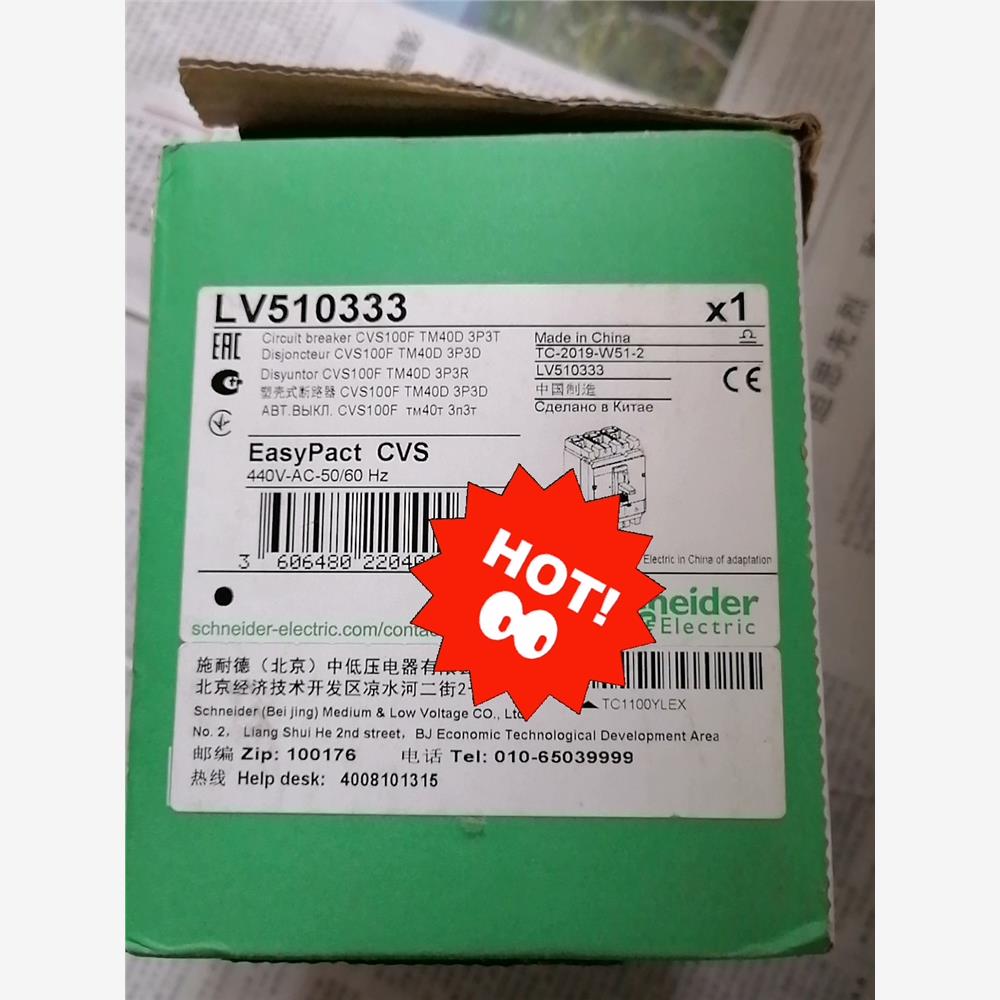 LV510333
x1
EAC
Circuit breaker CVS100F TM40D 3P3T
Disjoncteur CVS100F TM40D 3P3D
Disyuntor CVS100F TM40D 3P3R
塑壳式断路器 CVS100F TM40D 3P3D
АВТ.ВЫКЛ. CVS100F тм40т 3п3т
Made in China
TC-2019-W51-2
LV510333
中国制造
Сделано в Китае
CE
EasyPact CVS
440V-AC-50/60 Hz
3 606480 2204
Electric in China of adaptation
HOT!
neider
Electric
schneider-electric.com/conta
施耐德（北京）中低压电器有
北京经济技术开发区凉水河二街2
TC1100YLEX
Schneider (Bei jing) Medium & Low Voltage CO., Lt
No. 2, Liang Shui He 2nd street, BJ Economic Technological Development Area
邮编 Zip: 100176 电话 Tel: 010-65039999
热线 Help desk: 4008101315